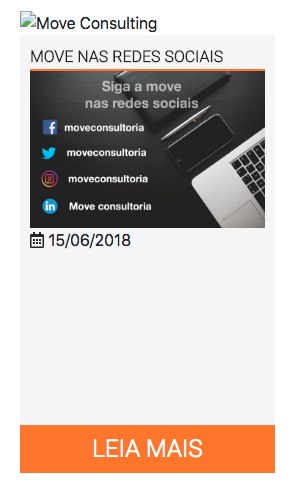 Move Consulting
MOVE NAS REDES SOCIAIS
Siga a move
nas redes sociais
moveconsultoria
moveconsultoria
moveconsultoria
Move consultoria
15/06/2018
LEIA MAIS